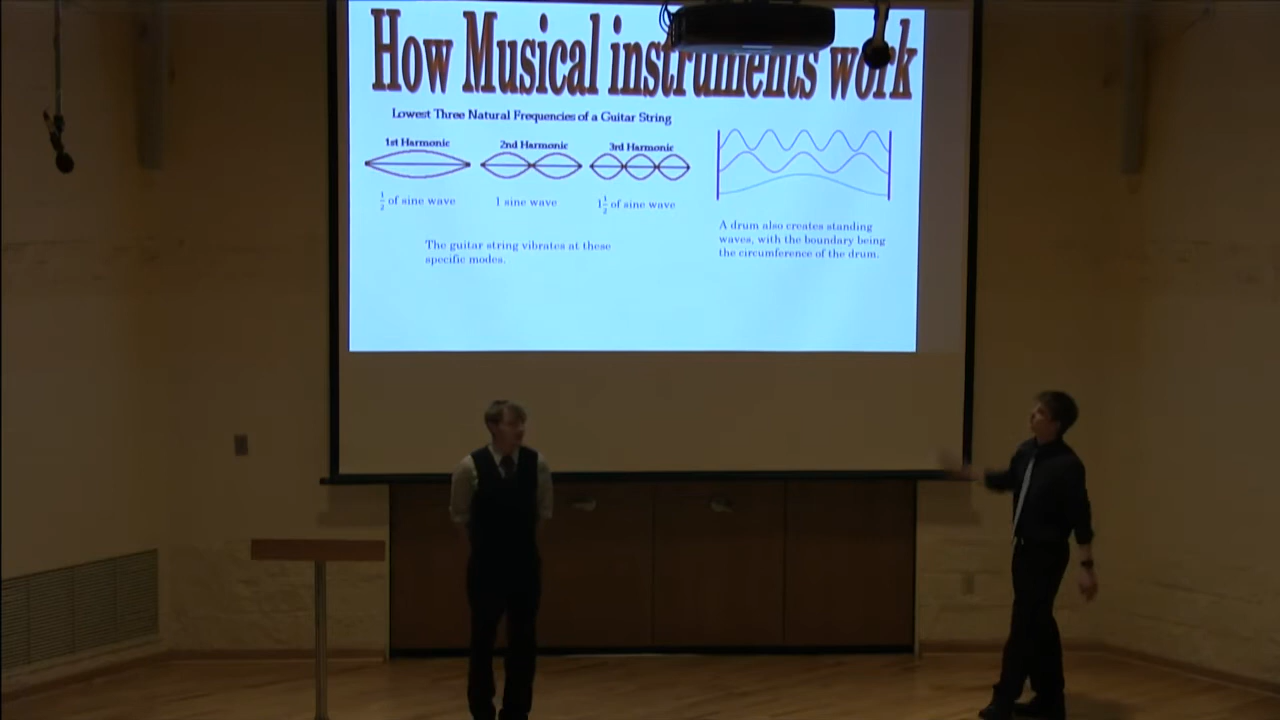 How Musical instruments work
Lowest Three Natural Frequencies of a Guitar String
1st Harmonic
2nd Harmonic
3rd Harmonic
½ of sine wave
1 sine wave
1½ of sine wave
The guitar string vibrates at these
specific modes.
A drum also creates standing
waves, with the boundary being
the circumference of the drum.